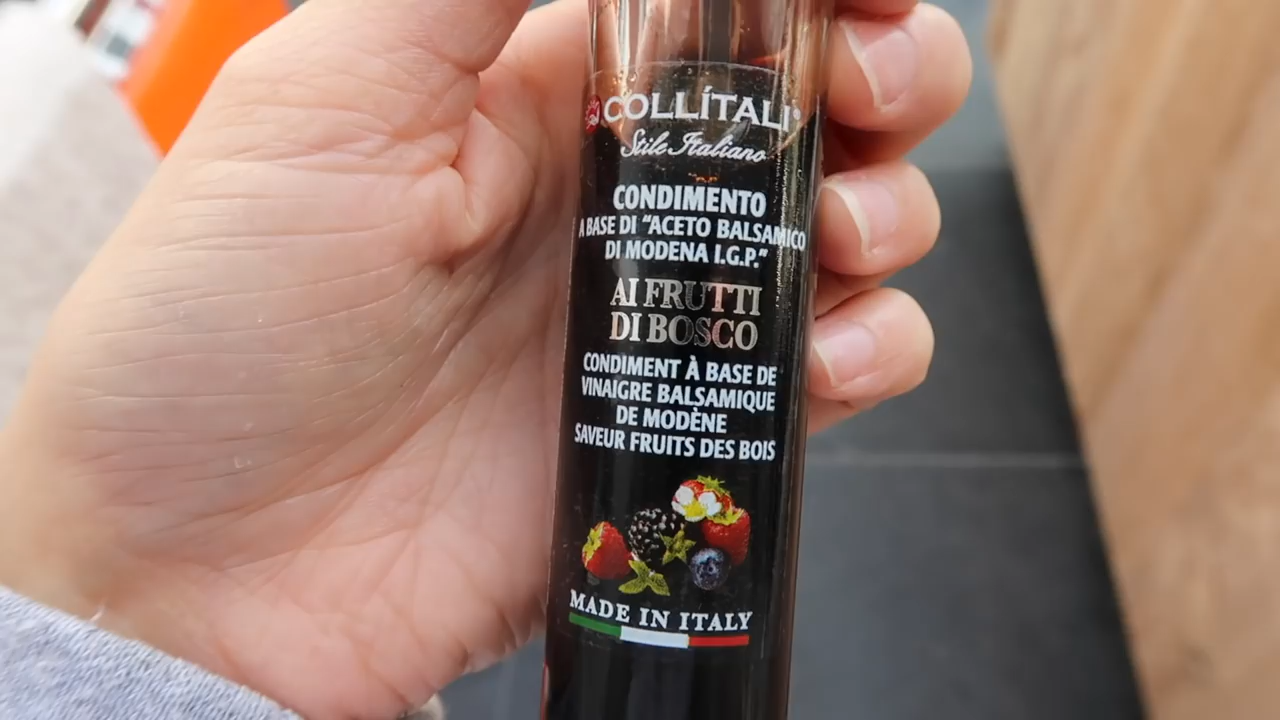 COLLÍTALI®
Stile Italiano
CONDIMENTO
A BASE DI “ACETO BALSAMICO
DI MODENA I.G.P.”
AI FRUTTI
DI BOSCO
CONDIMENT À BASE DE
VINAIGRE BALSAMIQUE
DE MODÈNE
SAVEUR FRUITS DES BOIS
MADE IN ITALY